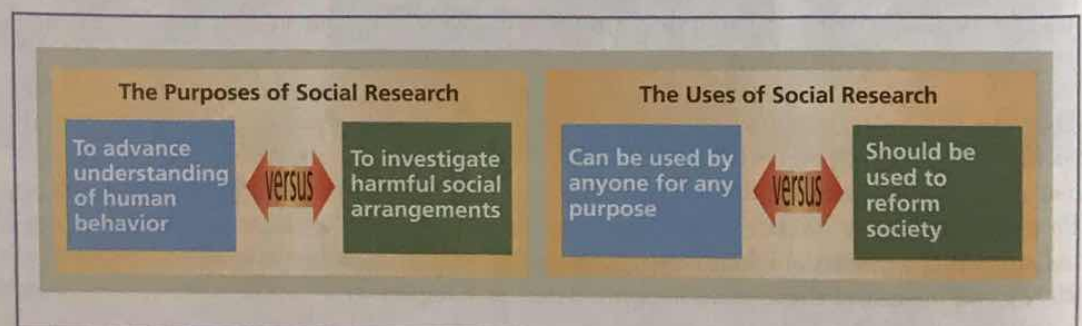 The Purposes of Social Research
To advance
understanding
of human
behavior
versus
To investigate
harmful social
arrangements
The Uses of Social Research
Can be used by
anyone for any
purpose
versus
Should be
used to
reform
society